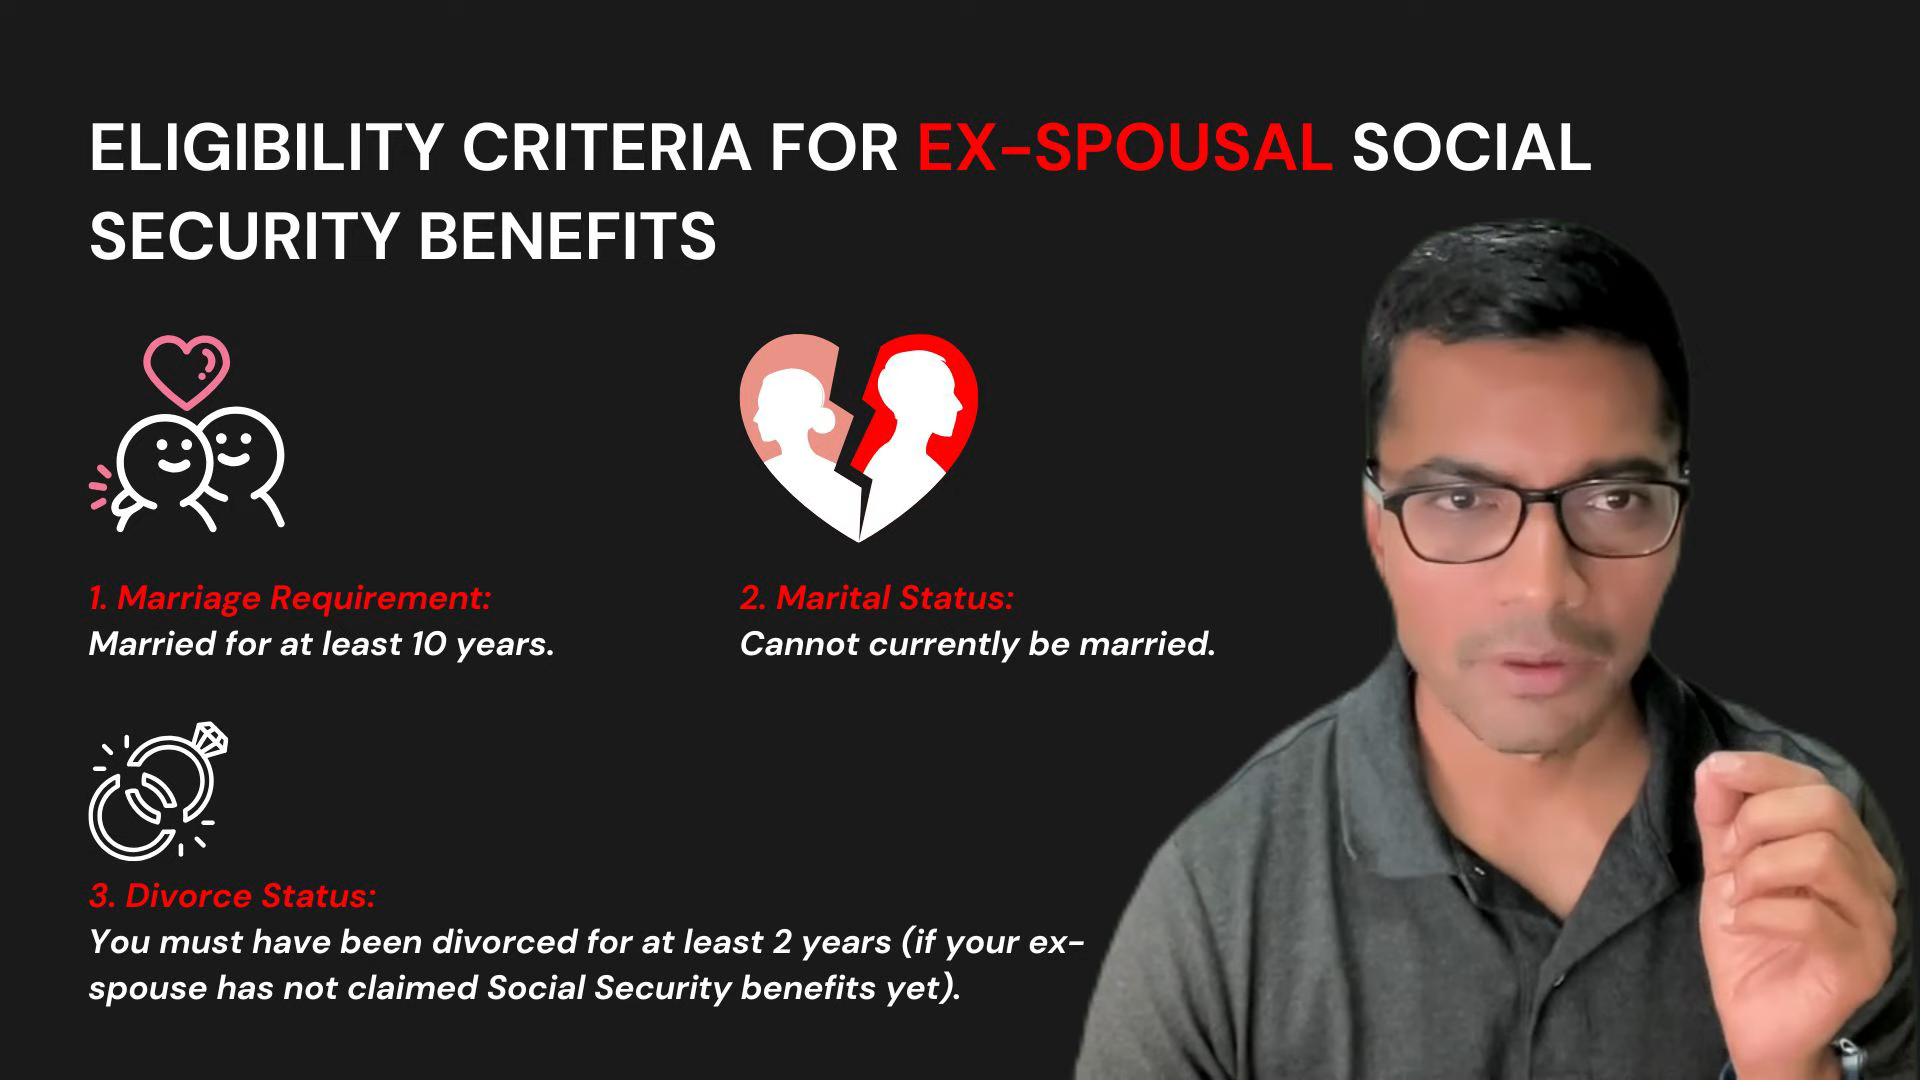 ELIGIBILITY CRITERIA FOR EX-SPOUSAL SOCIAL
SECURITY BENEFITS
1. Marriage Requirement:
Married for at least 10 years.
2. Marital Status:
Cannot currently be married.
3. Divorce Status:
You must have been divorced for at least 2 years (if your ex-
spouse has not claimed Social Security benefits yet).